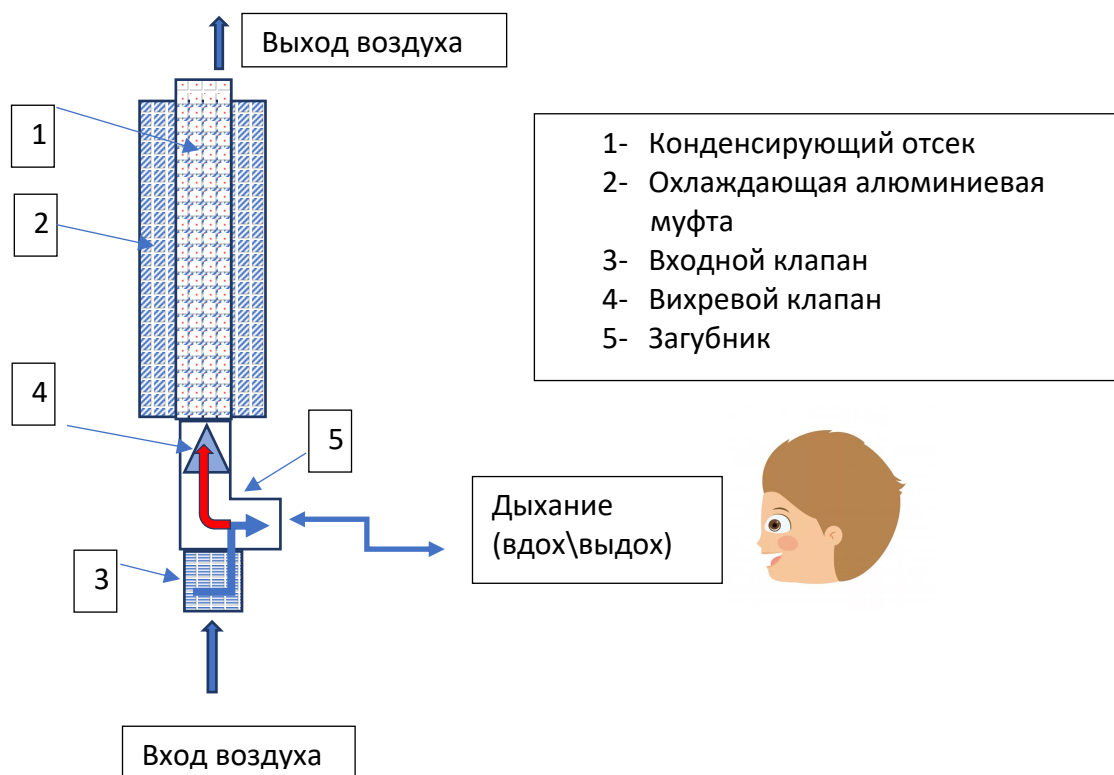 Выход воздуха
1
2
4
5
3
1- Конденсирующий отсек
2- Охлаждающая алюминиевая
муфта
3- Входной клапан
4- Вихревой клапан
5- Загубник
Дыхание
(вдох\выдох)
Вход воздуха